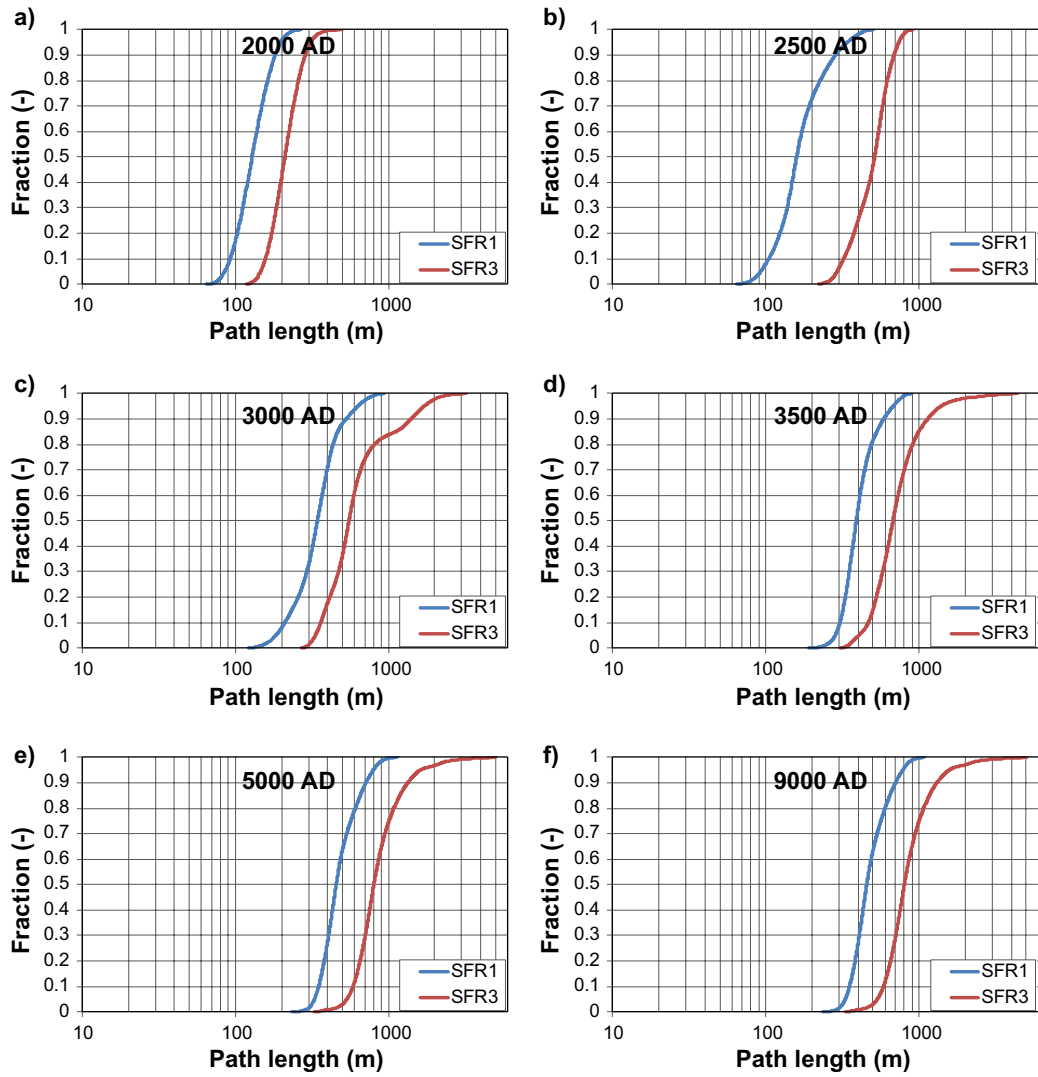 a)
2000 AD
1
0.9
0.8
0.7
0.6
0.5
0.4
0.3
0.2
0.1
0
Fraction (-)
SFR1
SFR3
10 100 1000
Path length (m)
b)
2500 AD
1
0.9
0.8
0.7
0.6
0.5
0.4
0.3
0.2
0.1
0
Fraction (-)
SFR1
SFR3
10 100 1000
Path length (m)
c)
3000 AD
1
0.9
0.8
0.7
0.6
0.5
0.4
0.3
0.2
0.1
0
Fraction (-)
SFR1
SFR3
10 100 1000
Path length (m)
d)
3500 AD
1
0.9
0.8
0.7
0.6
0.5
0.4
0.3
0.2
0.1
0
Fraction (-)
SFR1
SFR3
10 100 1000
Path length (m)
e)
5000 AD
1
0.9
0.8
0.7
0.6
0.5
0.4
0.3
0.2
0.1
0
Fraction (-)
SFR1
SFR3
10 100 1000
Path length (m)
f)
9000 AD
1
0.9
0.8
0.7
0.6
0.5
0.4
0.3
0.2
0.1
0
Fraction (-)
SFR1
SFR3
10 100 1000
Path length (m)